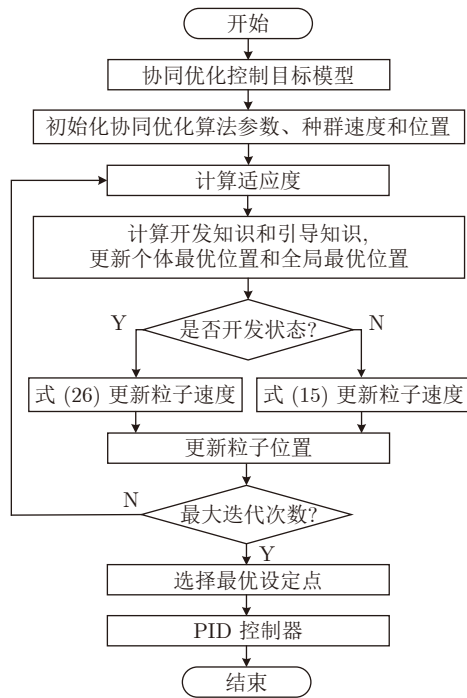 开始
协同优化控制目标模型
初始化协同优化算法参数、种群速度和位置
计算适应度
计算开发知识和引导知识,
更新个体最优位置和全局最优位置
是否开发状态?
Y
N
式 (26) 更新粒子速度
式 (15) 更新粒子速度
更新粒子位置
最大迭代次数?
N
Y
选择最优设定点
PID 控制器
结束